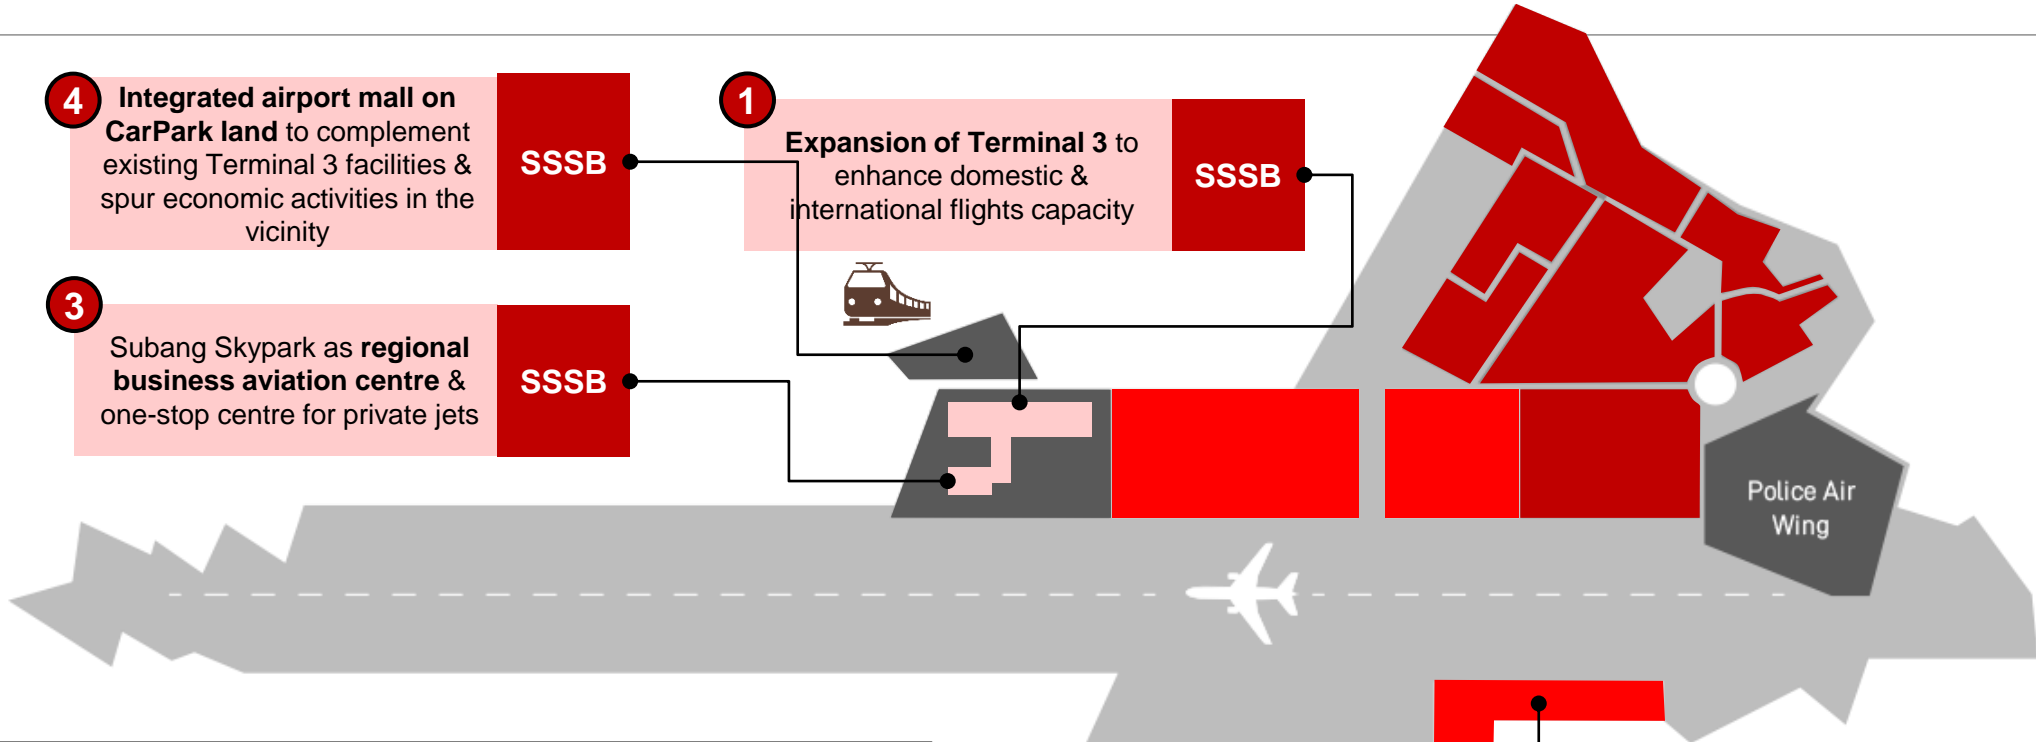 4
Integrated airport mall on
CarPark land to complement
existing Terminal 3 facilities &
spur economic activities in the
vicinity
SSSB
1
Expansion of Terminal 3 to
enhance domestic &
international flights capacity
SSSB
3
Subang Skypark as regional
business aviation centre &
one-stop centre for private jets
SSSB
Police Air
Wing